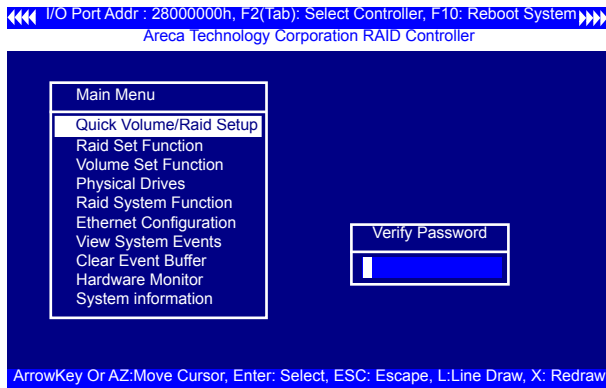 I/O Port Addr : 28000000h, F2(Tab): Select Controller, F10: Reboot System
Areca Technology Corporation RAID Controller
Main Menu
Quick Volume/Raid Setup
Raid Set Function
Volume Set Function
Physical Drives
Raid System Function
Ethernet Configuration
View System Events
Clear Event Buffer
Hardware Monitor
System information
Verify Password
ArrowKey Or AZ:Move Cursor, Enter: Select, ESC: Escape, L:Line Draw, X: Redraw